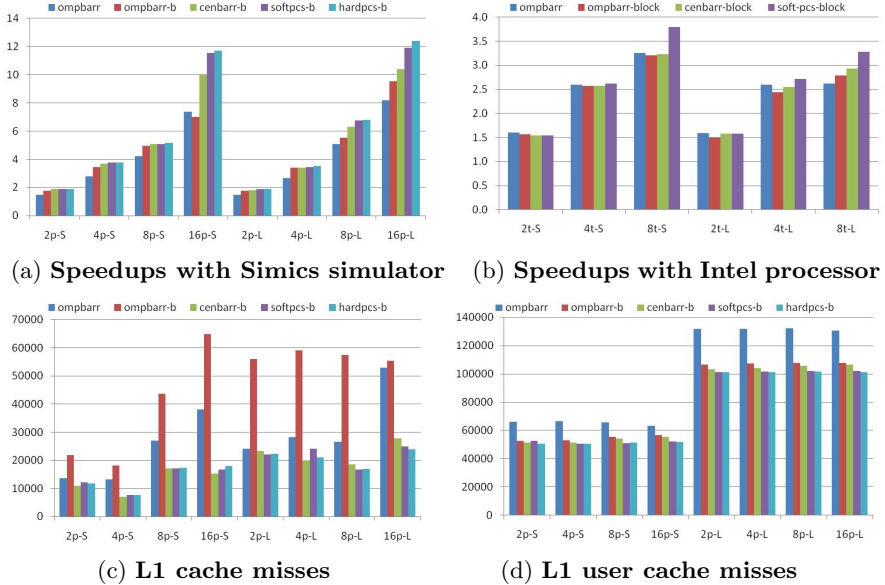 ompbarr ompbarr-b cenbarr-b softpcs-b hardpcs-b
14
12
10
8
6
4
2
0
2p-S 4p-S 8p-S 16p-S 2p-L 4p-L 8p-L 16p-L
(a) Speedups with Simics simulator
ompbarr ompbarr-block cenbarr-block soft-pcs-block
4.0
3.5
3.0
2.5
2.0
1.5
1.0
0.5
0.0
2t-S 4t-S 8t-S 2t-L 4t-L 8t-L
(b) Speedups with Intel processor
ompbarr ompbarr-b cenbarr-b softpcs-b hardpcs-b
70000
60000
50000
40000
30000
20000
10000
0
2p-S 4p-S 8p-S 16p-S 2p-L 4p-L 8p-L 16p-L
(c) L1 cache misses
ompbarr ompbarr-b cenbarr-b softpcs-b hardpcs-b
140000
120000
100000
80000
60000
40000
20000
0
2p-S 4p-S 8p-S 16p-S 2p-L 4p-L 8p-L 16p-L
(d) L1 user cache misses